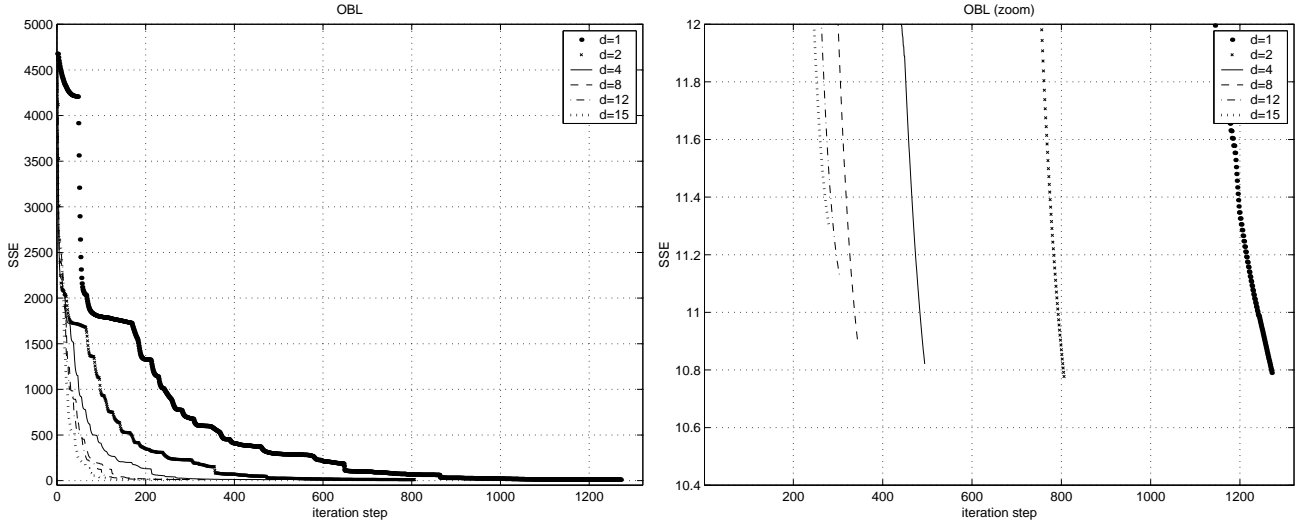 OBL
5000
4500
4000
3500
3000
2500
2000
1500
1000
500
0
SSE
0 200 400 600 800 1000 1200
iteration step
d=1
d=2
d=4
d=8
d=12
d=15
OBL (zoom)
12
11.8
11.6
11.4
11.2
11
10.8
10.6
10.4
SSE
200 400 600 800 1000 1200
iteration step
d=1
d=2
d=4
d=8
d=12
d=15